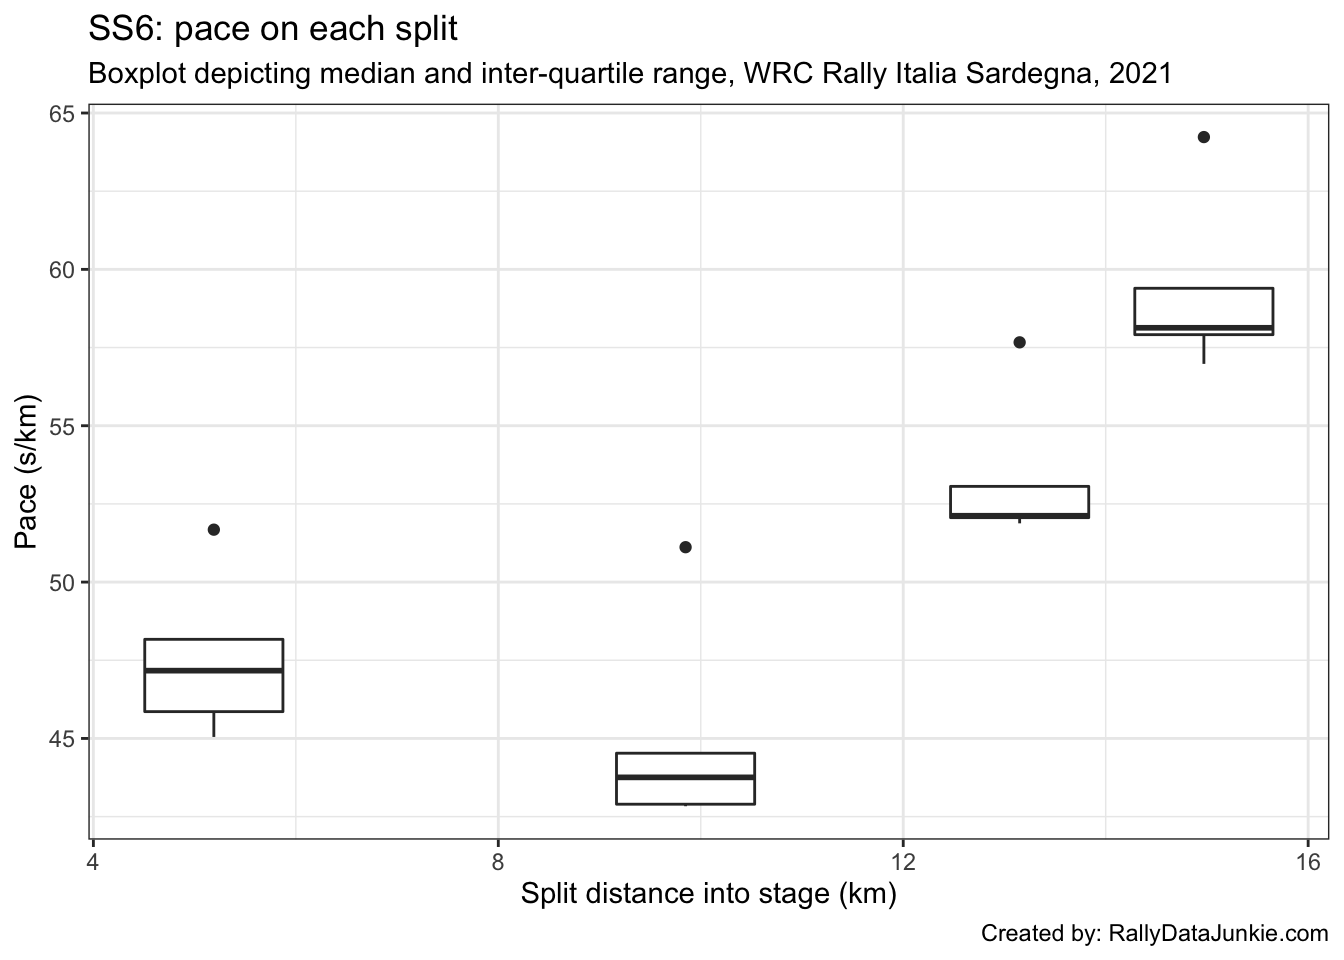 SS6: pace on each split
Boxplot depicting median and inter-quartile range, WRC Rally Italia Sardegna, 2021
65
60
55
50
45
Pace (s/km)
4 8 12 16
Split distance into stage (km)
Created by: RallyDataJunkie.com